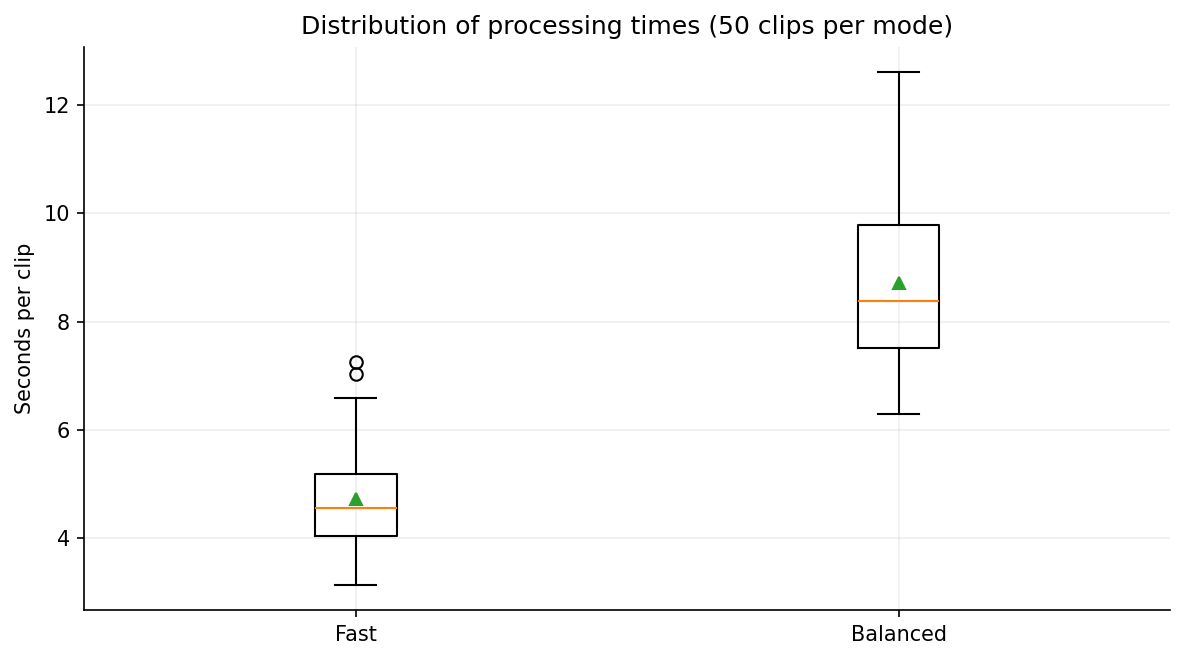 Distribution of processing times (50 clips per mode)
Seconds per clip
12
10
8
6
4
Fast
Balanced